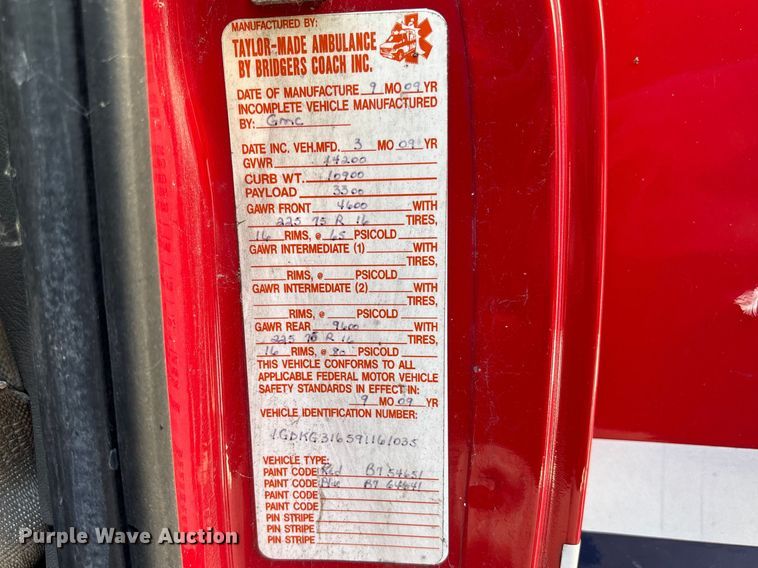 MANUFACTURED BY:
TAYLOR-MADE AMBULANCE
BY BRIDGERS COACH INC.
DATE OF MANUFACTURE 9 MO 09 YR
INCOMPLETE VEHICLE MANUFACTURED
BY: GMC
DATE INC. VEH.MFD. 3 MO 09 YR
GVWR 14200
CURB WT. 10900
PAYLOAD 3300
GAWR FRONT 4600 WITH
225 75 R 16 TIRES,
16 RIMS, @ 65 PSICOLD
GAWR INTERMEDIATE (1) WITH
TIRES,
RIMS, @ PSICOLD
GAWR INTERMEDIATE (2) WITH
TIRES,
RIMS, @ PSICOLD
GAWR REAR 9600 WITH
225 75 R 16 TIRES,
16 RIMS, @ 80 PSICOLD
THIS VEHICLE CONFORMS TO ALL
APPLICABLE FEDERAL MOTOR VEHICLE
SAFETY STANDARDS IN EFFECT IN:
9 MO 09 YR
VEHICLE IDENTIFICATION NUMBER:
1GDKG316591161035
VEHICLE TYPE:
PAINT CODE Red B7 54651
PAINT CODE Blue B7
PAINT CODE
PAINT CODE
PIN STRIPE
PIN STRIPE
PIN STRIPE
Purple Wave Auction